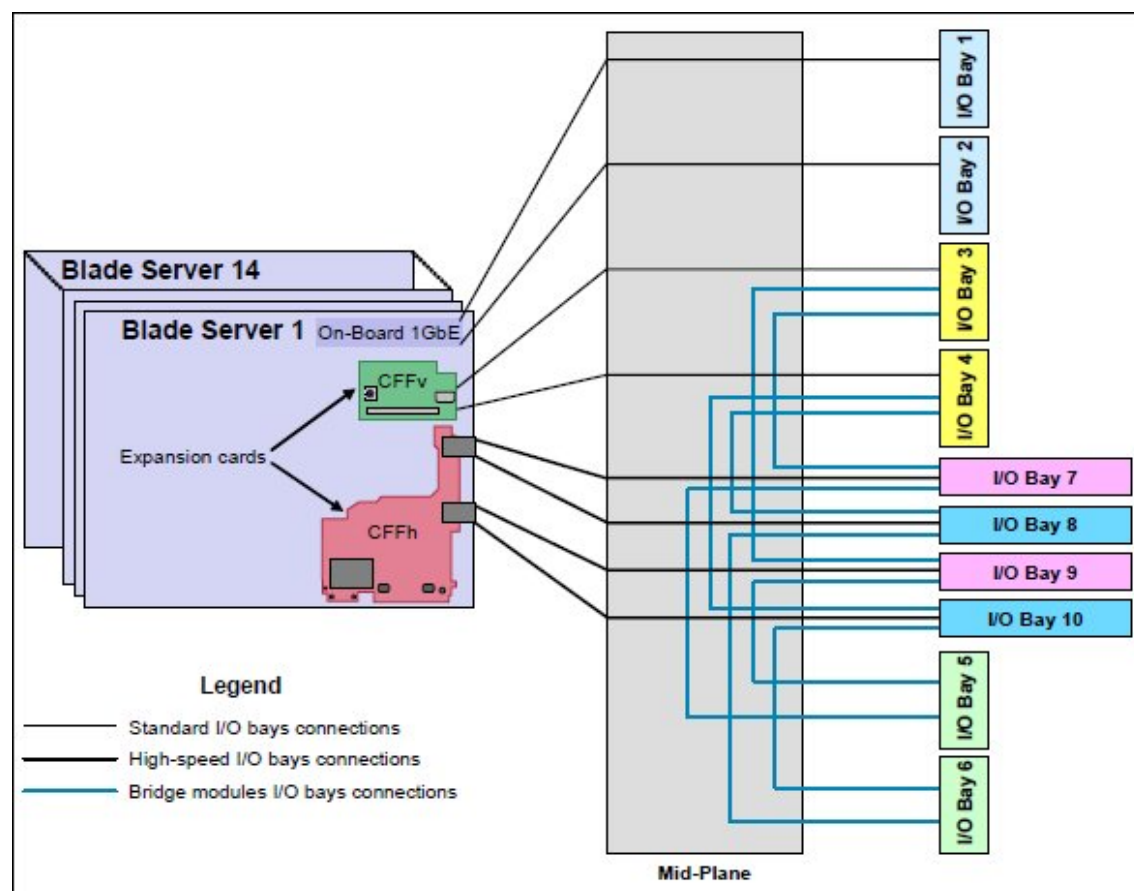 I/O Bay 1
I/O Bay 2
Blade Server 14
Blade Server 1
On-Board 1GbE
I/O Bay 3
CFFv
I/O Bay 4
Expansion cards
I/O Bay 7
I/O Bay 8
CFFh
I/O Bay 9
I/O Bay 10
I/O Bay 5
I/O Bay 6
Legend
Standard I/O bays connections
High-speed I/O bays connections
Bridge modules I/O bays connections
Mid-Plane